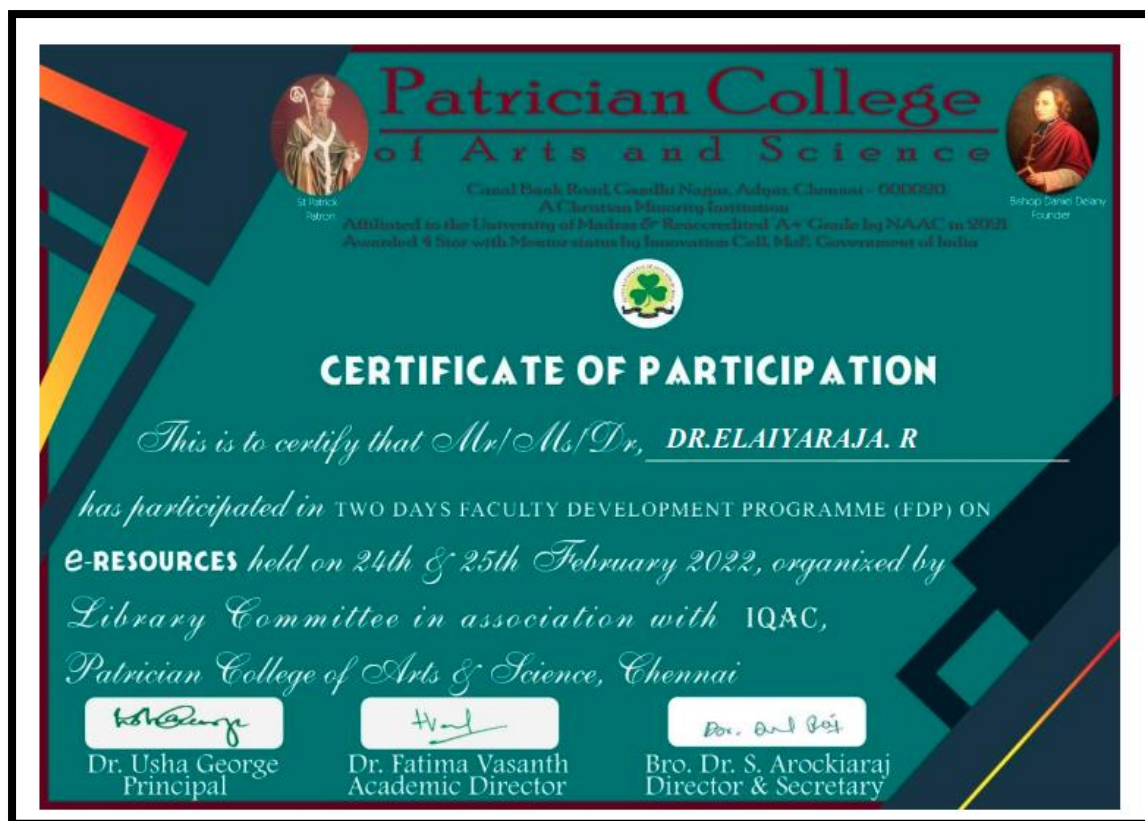 Patrician College
of Arts and Science
Canal Bank Road, Gandhi Nagar, Adyar, Chennai - 600020.
A Christian Minority Institution
Affiliated to the University of Madras & Reaccredited 'A+' Grade by NAAC in 2021
Awarded 4 Star with Mentor status by Innovation Cell, MoE, Government of India
St Patrick
Patron
Bishop Daniel Delany
Founder
CERTIFICATE OF PARTICIPATION
This is to certify that Mr/Ms/Dr, DR.ELAIYARAJA. R
has participated in TWO DAYS FACULTY DEVELOPMENT PROGRAMME (FDP) ON
e-RESOURCES held on 24th & 25th February 2022, organized by
Library Committee in association with IQAC,
Patrician College of Arts & Science, Chennai
Dr. Usha George
Principal
Dr. Fatima Vasanth
Academic Director
Bro. Dr. S. Arockiaraj
Director & Secretary